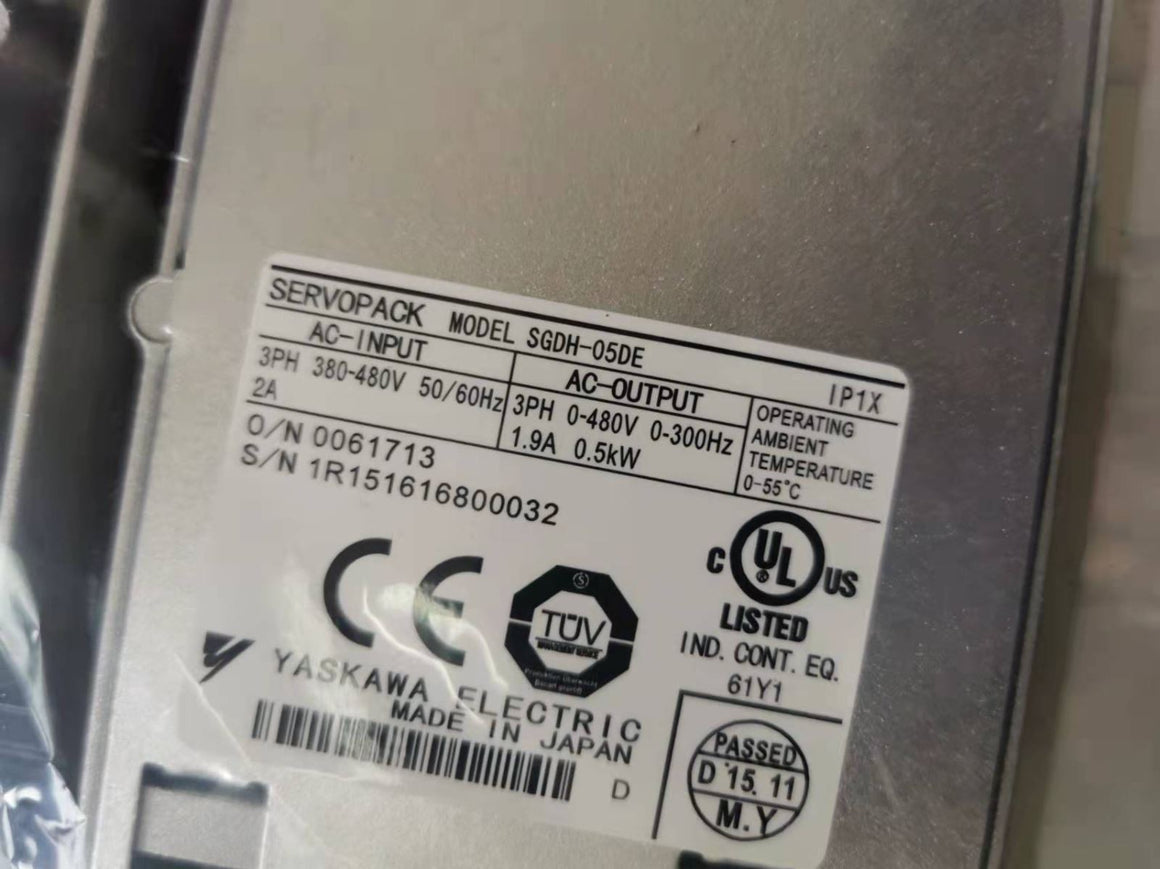 SERVOPACK MODEL SGDH-05DE IP1X
AC-INPUT
3PH 380-480V 50/60Hz
2A
AC-OUTPUT
3PH 0-480V 0-300Hz
1.9A 0.5kW
OPERATING
AMBIENT
TEMPERATURE
0-55°C
O/N 0061713
S/N 1R151616800032
CE
TÜV
MANAGEMENT SERVICE
C UL US
®
LISTED
IND. CONT. EQ.
61Y1
YASKAWA ELECTRIC
MADE IN JAPAN
D
PASSED
D '15. 11
M.Y